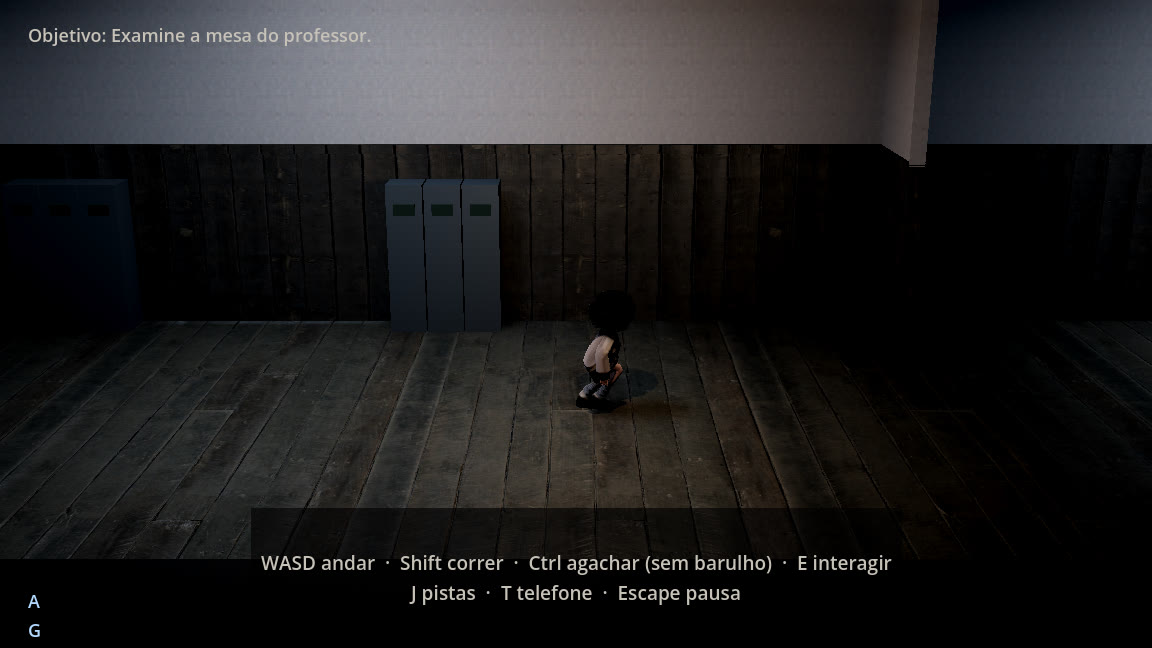 Objetivo: Examine a mesa do professor.
WASD andar · Shift correr · Ctrl agachar (sem barulho) · E interagir
J pistas · T telefone · Escape pausa
A
G